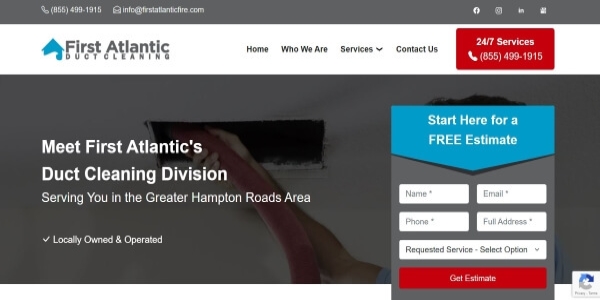 (855) 499-1915 info@firstatlanticfire.com
First Atlantic
DUCT CLEANING
Home Who We Are Services Contact Us
24/7 Services
(855) 499-1915
Meet First Atlantic's
Duct Cleaning Division
Serving You in the Greater Hampton Roads Area
Locally Owned & Operated
Start Here for a
FREE Estimate
Name * Email *
Phone * Full Address *
Requested Service - Select Option
Get Estimate
Privacy - Terms